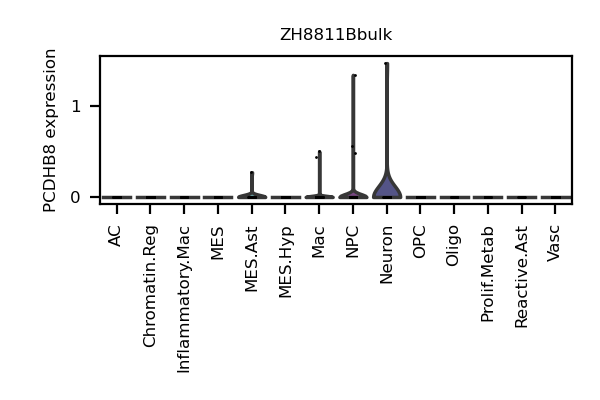 ZH8811Bbulk
PCDHB8 expression
1
0
AC
Chromatin.Reg
Inflammatory.Mac
MES
MES.Ast
MES.Hyp
Mac
NPC
Neuron
OPC
Oligo
Prolif.Metab
Reactive.Ast
Vasc